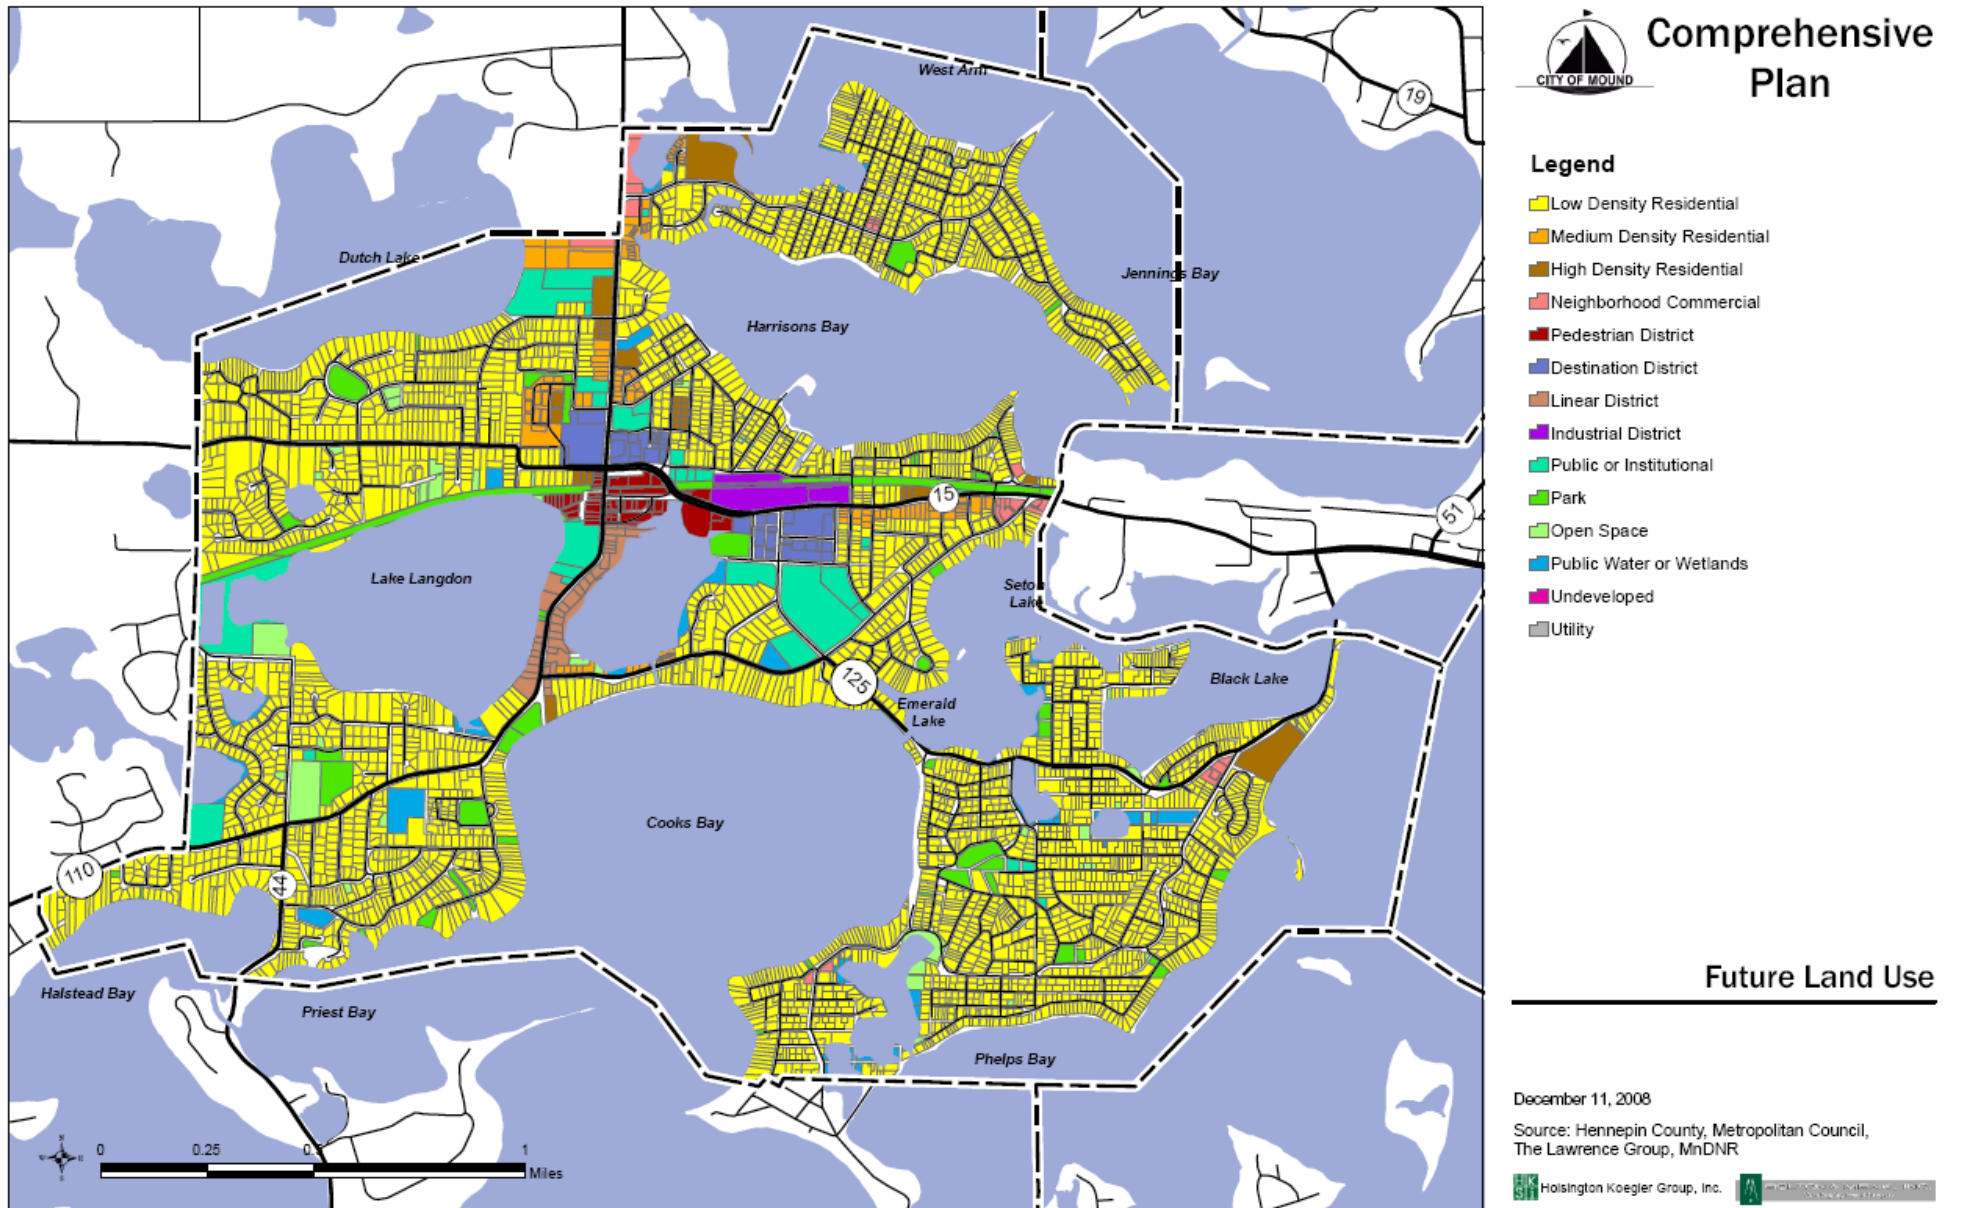 Comprehensive
Plan
CITY OF MOUND
Legend
Low Density Residential
Medium Density Residential
High Density Residential
Neighborhood Commercial
Pedestrian District
Destination District
Linear District
Industrial District
Public or Institutional
Park
Open Space
Public Water or Wetlands
Undeveloped
Utility
West Arm
19
Dutch Lake
Jennings Bay
Harrisons Bay
15
51
Lake Langdon
Seton
Lake
125
Black Lake
Emerald
Lake
Cooks Bay
110
44
Halstead Bay
Priest Bay
Phelps Bay
N
W E
S
0 0.25 0.5 1
Miles
Future Land Use
December 11, 2008
Source: Hennepin County, Metropolitan Council,
The Lawrence Group, MnDNR
Hoisington Koegler Group, Inc.